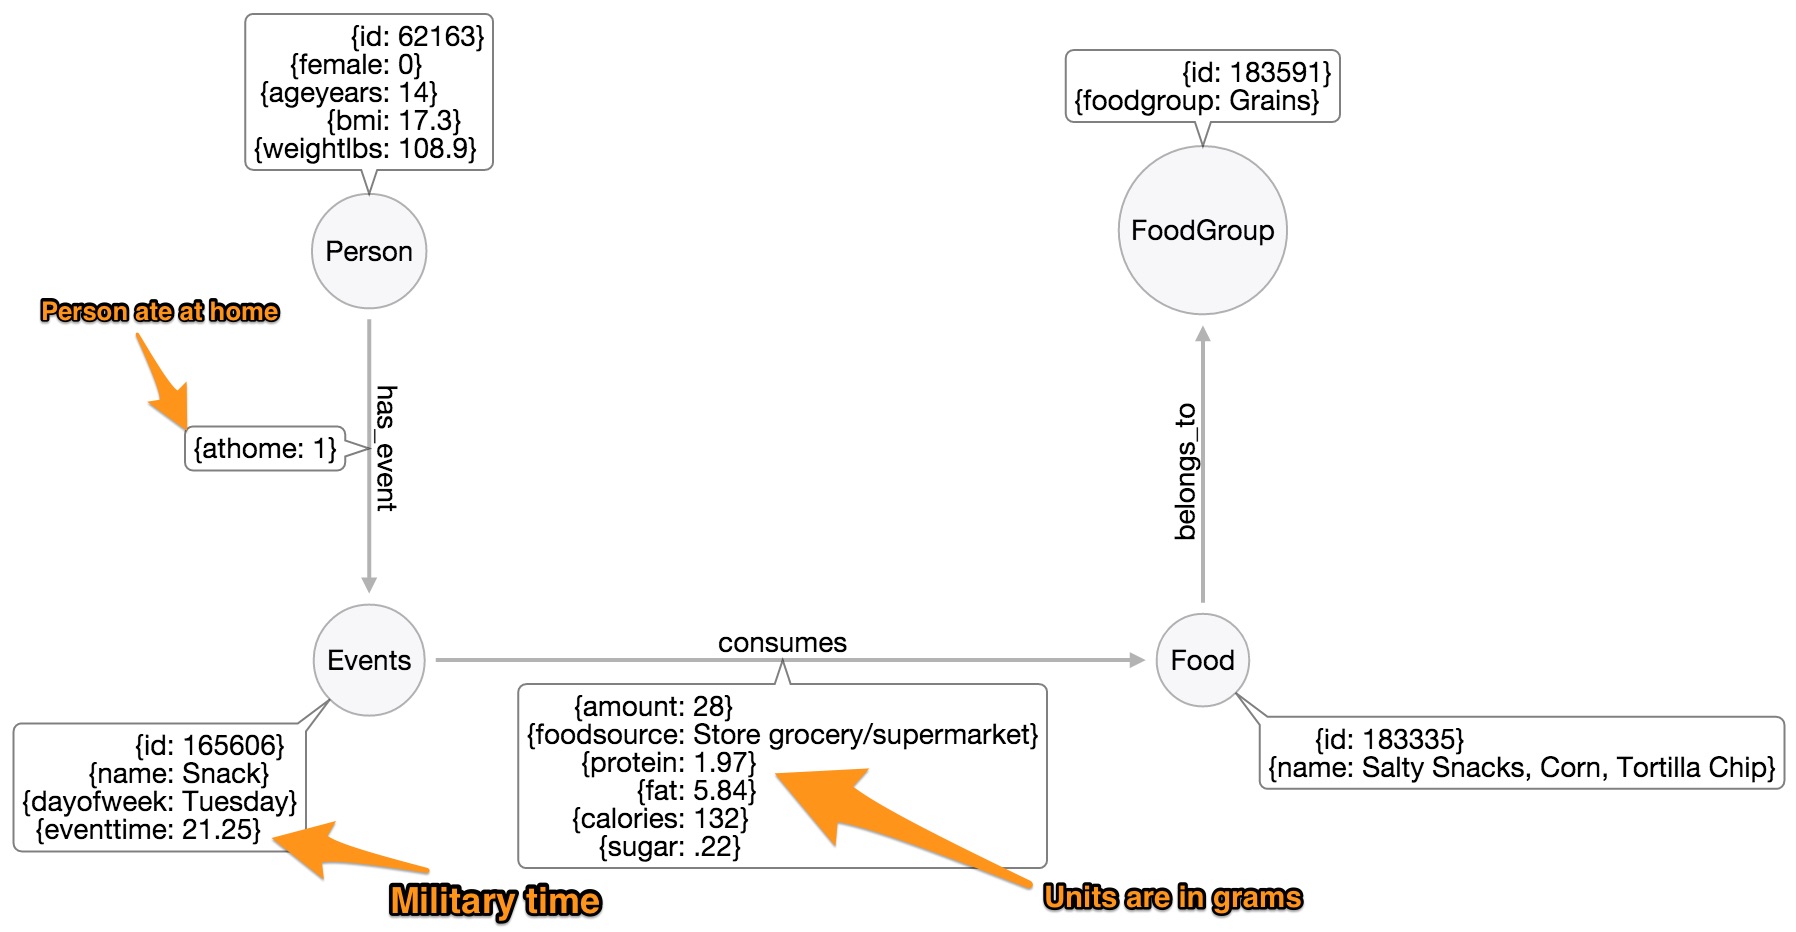 {id: 62163}
{female: 0}
{ageyears: 14}
{bmi: 17.3}
{weightlbs: 108.9}
Person
{id: 183591}
{foodgroup: Grains}
FoodGroup
Person ate at home
{athome: 1}
has_event
belongs_to
Events
consumes
Food
{id: 165606}
{name: Snack}
{dayofweek: Tuesday}
{eventtime: 21.25}
Military time
{amount: 28}
{foodsource: Store grocery/supermarket}
{protein: 1.97}
{fat: 5.84}
{calories: 132}
{sugar: .22}
Units are in grams
{id: 183335}
{name: Salty Snacks, Corn, Tortilla Chip}